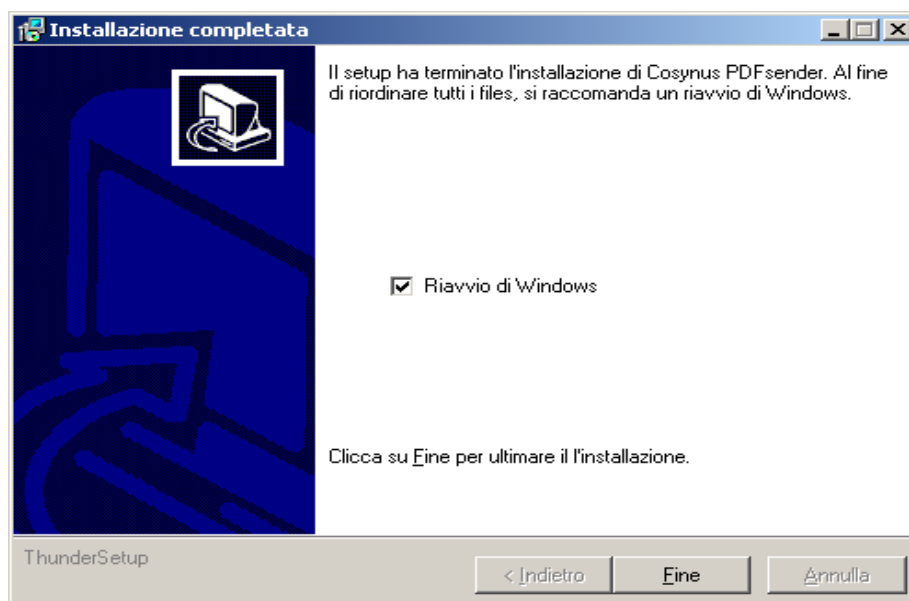 Installazione completata
Il setup ha terminato l'installazione di Cosynus PDFsender. Al fine
di riordinare tutti i files, si raccomanda un riavvio di Windows.
Riavvio di Windows
Clicca su Fine per ultimare il l'installazione.
ThunderSetup
< Indietro
Fine
Annulla